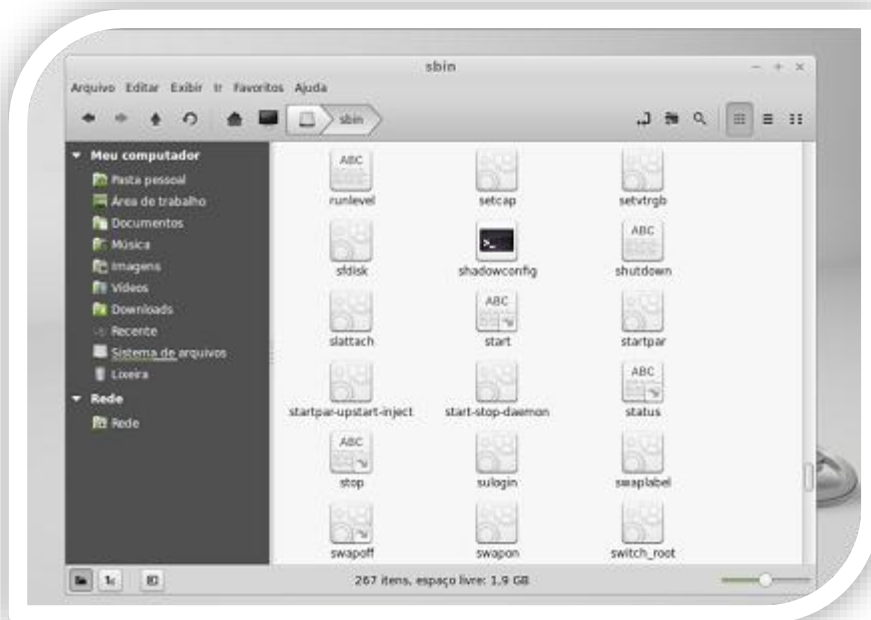 sbin
Arquivo Editar Exibir Ir Favoritos Ajuda
sbin
Meu computador
Pasta pessoal
Área de trabalho
Documentos
Música
Imagens
Vídeos
Downloads
Recente
Sistema de arquivos
Lixeira
Rede
Rede
ABC
ABC
runlevel setcap setvtrgb
sfdisk shadowconfig shutdown
ABC
slattach start startpar
ABC
startpar-upstart-inject start-stop-daemon status
ABC
stop sulogin swaplabel
swapoff swapon switch_root
267 itens, espaço livre: 1,9 GB